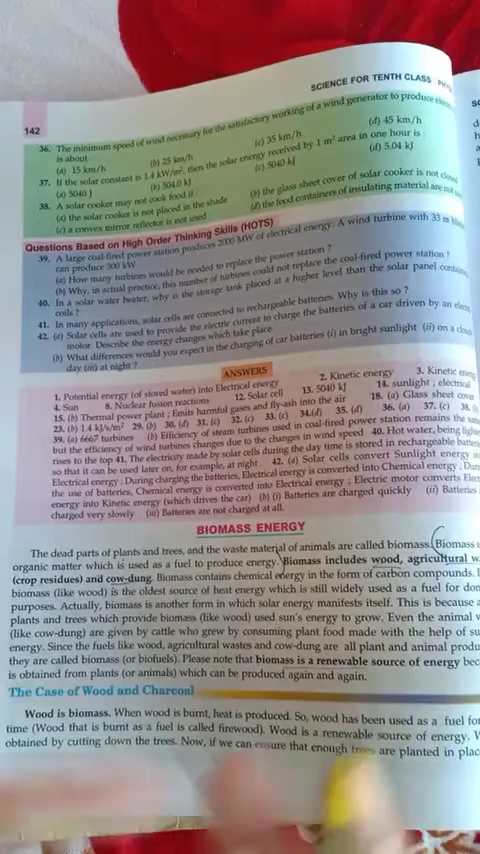 SCIENCE FOR TENTH CLASS
142
36. The minimum speed of wind necessary for the satisfactory working of a wind generator to produce
is about
(a) 15 km/h (b) 25 km/h (c) 35 km/h (d) 45 km/h
37. If the solar constant is 1.4 kW/m², then the solar energy received by 1 m² area in one hour is
(a) 5040 J (b) 504.0 kJ (c) 5040 kJ (d) 5.04 kJ
38. A solar cooker may not cook food if :
(a) the solar cooker is not placed in the shade (b) the glass sheet cover of solar cooker is not
(c) a convex mirror reflector is not used (d) the food containers of insulating material are not
Questions Based on High Order Thinking Skills (HOTS)
39. A large coal-fired power station produces 2000 MW of electrical energy. A wind turbine with 33 m
can produce 300 kW.
(a) How many turbines would be needed to replace the power station ?
(b) Why, in actual practice, this number of turbines could not replace the coal-fired power station ?
40. In a solar water heater, why is the storage tank placed at a higher level than the solar panel
coils ?
41. In many applications, solar cells are connected to rechargeable batteries. Why is this so ?
42. (a) Solar cells are used to provide the electric current to charge the batteries of a car driven by an
motor. Describe the energy changes which take place.
(b) What differences would you expect in the charging of car batteries (i) in bright sunlight (ii) on a
day (iii) at night ?
ANSWERS
1. Potential energy (of stored water) into Electrical energy 2. Kinetic energy 3. Kinetic
4. Sun 8. Nuclear fusion reactions 12. Solar cell 13. 5040 kJ 14. sunlight ; electrical
15. (b) Thermal power plant ; Emits harmful gases and fly-ash into the air 18. (a) Glass sheet cover
23. (b) 1.4 kJ/s/m² 29. (b) 30. (d) 31. (c) 32. (c) 33. (c) 34.(d) 35. (d) 36. (a) 37. (c) 38.
39. (a) 6667 turbines (b) Efficiency of steam turbines used in coal-fired power station remains the
but the efficiency of wind turbines changes due to the changes in wind speed 40. Hot water, being
rises to the top 41. The electricity made by solar cells during the day time is stored in rechargeable
so that it can be used later on, for example, at night 42. (a) Solar cells convert Sunlight energy
Electrical energy ; During charging the batteries, Electrical energy is converted into Chemical energy ;
the use of batteries, Chemical energy is converted into Electrical energy ; Electric motor converts
energy into Kinetic energy (which drives the car) (b) (i) Batteries are charged quickly (ii) Batteries
charged very slowly (iii) Batteries are not charged at all.
BIOMASS ENERGY
The dead parts of plants and trees, and the waste material of animals are called biomass. Biomass
organic matter which is used as a fuel to produce energy. Biomass includes wood, agricultural
(crop residues) and cow-dung. Biomass contains chemical energy in the form of carbon compounds.
biomass (like wood) is the oldest source of heat energy which is still widely used as a fuel for
purposes. Actually, biomass is another form in which solar energy manifests itself. This is because
plants and trees which provide biomass (like wood) used sun's energy to grow. Even the animal
(like cow-dung) are given by cattle who grew by consuming plant food made with the help of
energy. Since the fuels like wood, agricultural wastes and cow-dung are all plant and animal
they are called biomass (or biofuels). Please note that biomass is a renewable source of energy
is obtained from plants (or animals) which can be produced again and again.
The Case of Wood and Charcoal
Wood is biomass. When wood is burnt, heat is produced. So, wood has been used as a fuel
time (Wood that is burnt as a fuel is called firewood). Wood is a renewable source of energy.
obtained by cutting down the trees. Now, if we can ensure that enough trees are planted in